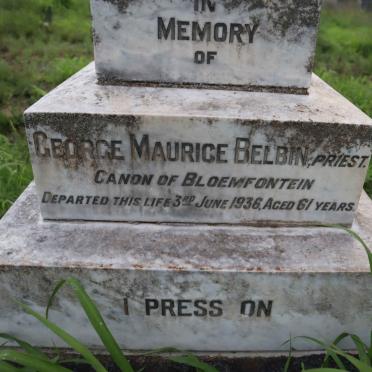 IN
MEMORY
OF
GEORGE MAURICE BELBIN, PRIEST.
CANON OF BLOEMFONTEIN
DEPARTED THIS LIFE 3RD JUNE 1936, AGED 61 YEARS
I PRESS ON